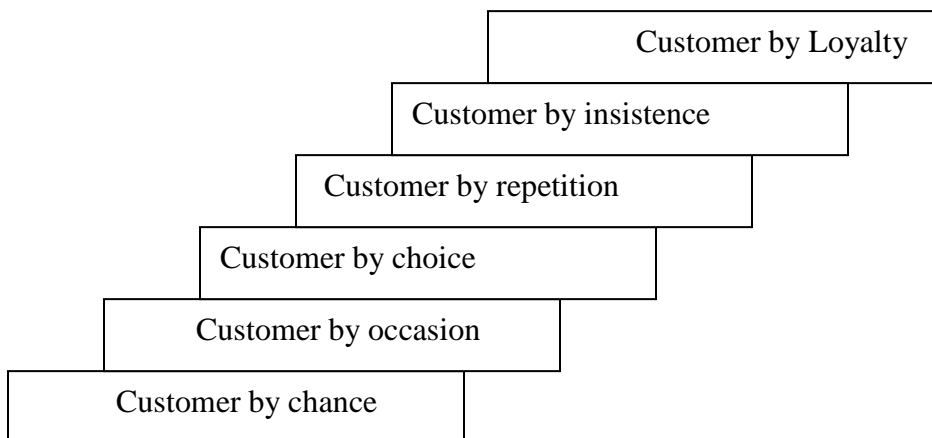 Customer by Loyalty
Customer by insistence
Customer by repetition
Customer by choice
Customer by occasion
Customer by chance